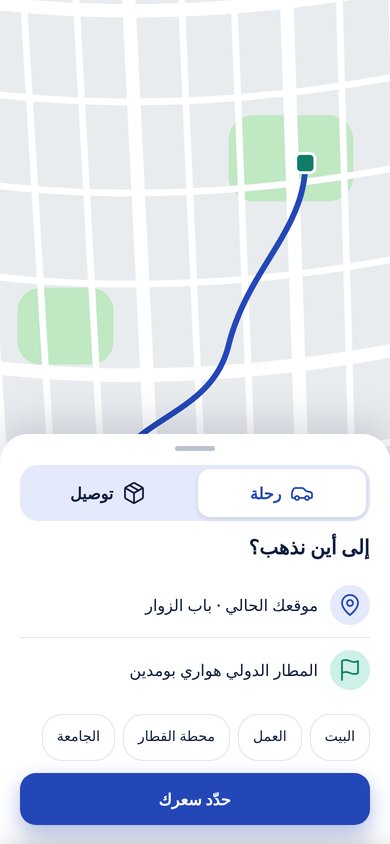 رحلة
توصيل
إلى أين نذهب؟
موقعك الحالي · باب الزوار
المطار الدولي هواري بومدين
البيت
العمل
محطة القطار
الجامعة
حدّد سعرك